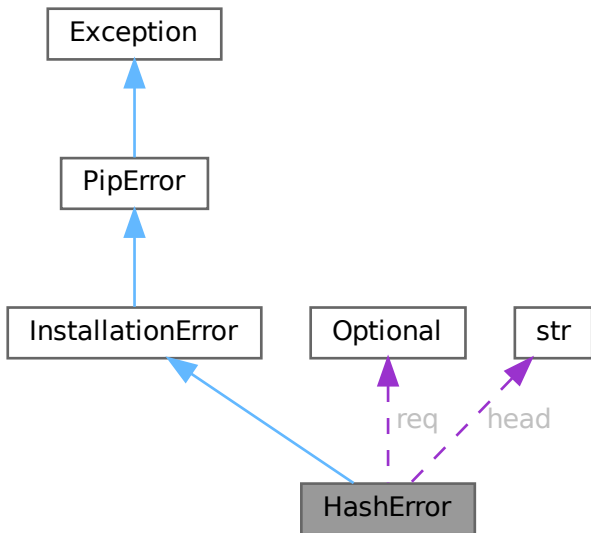 Exception
PipError
InstallationError
Optional
str
req
head
HashError